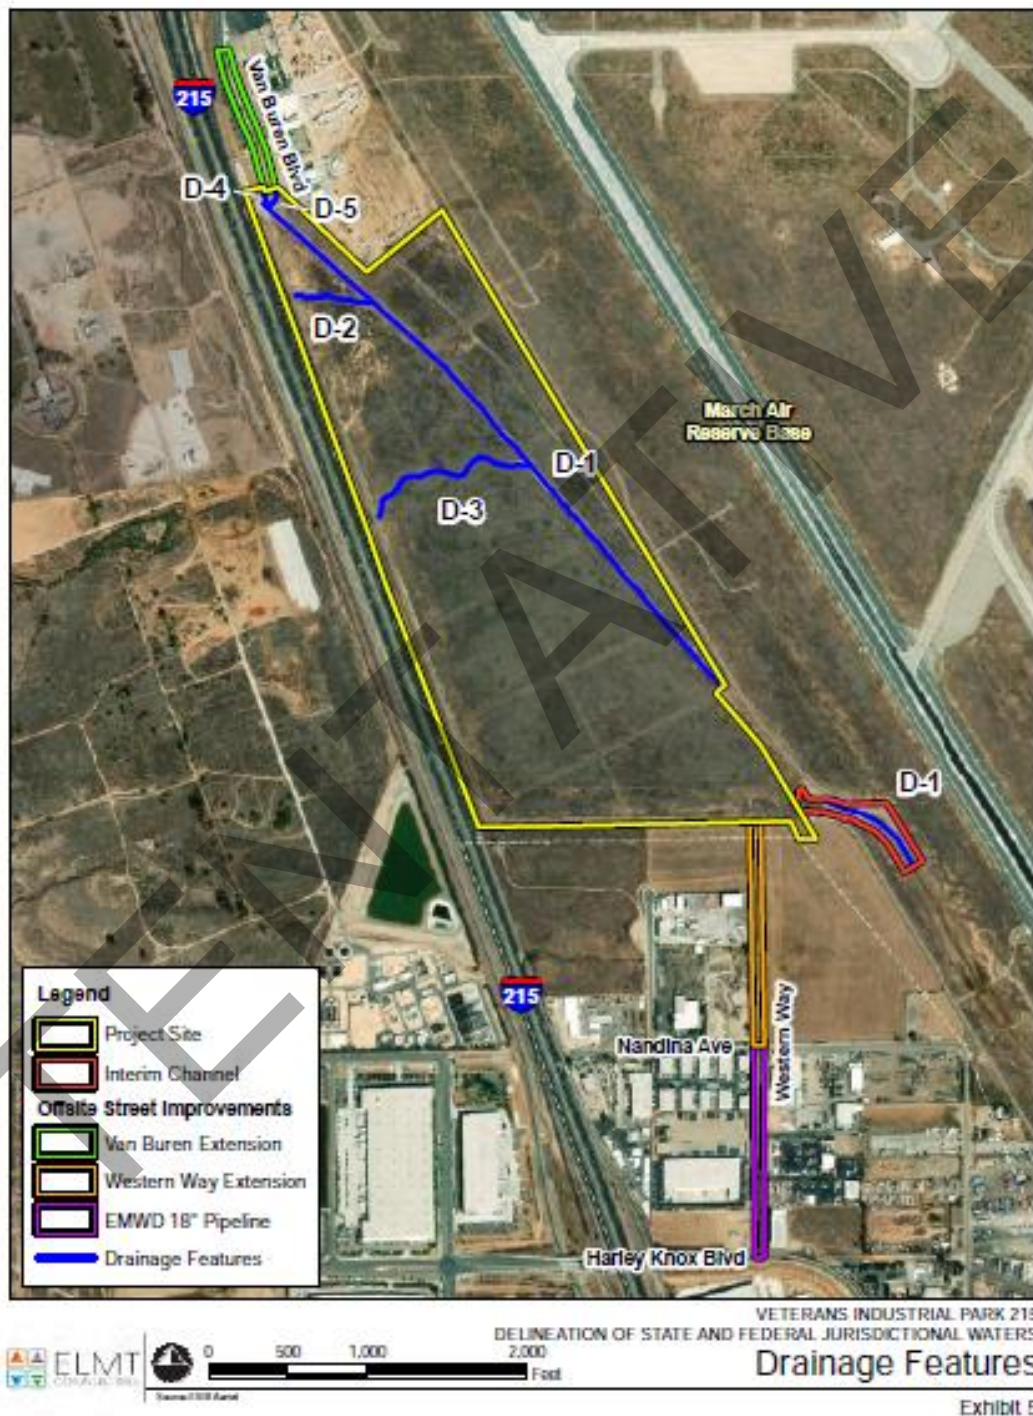 215
Van Buren Blvd
D-4
D-5
D-2
D-1
D-3
March Air
Reserve Base
D-1
215
Nandina Ave
Western Way
Harley Knox Blvd
Legend
Project Site
Interim Channel
Offsite Street Improvements
Van Buren Extension
Western Way Extension
EMWD 18" Pipeline
Drainage Features
TENTATIVE
VETERANS INDUSTRIAL PARK 215
DELINEATION OF STATE AND FEDERAL JURISDICTIONAL WATERS
Drainage Features
ELMT
CONSULTING
0 500 1,000 2,000
Feet
Exhibit